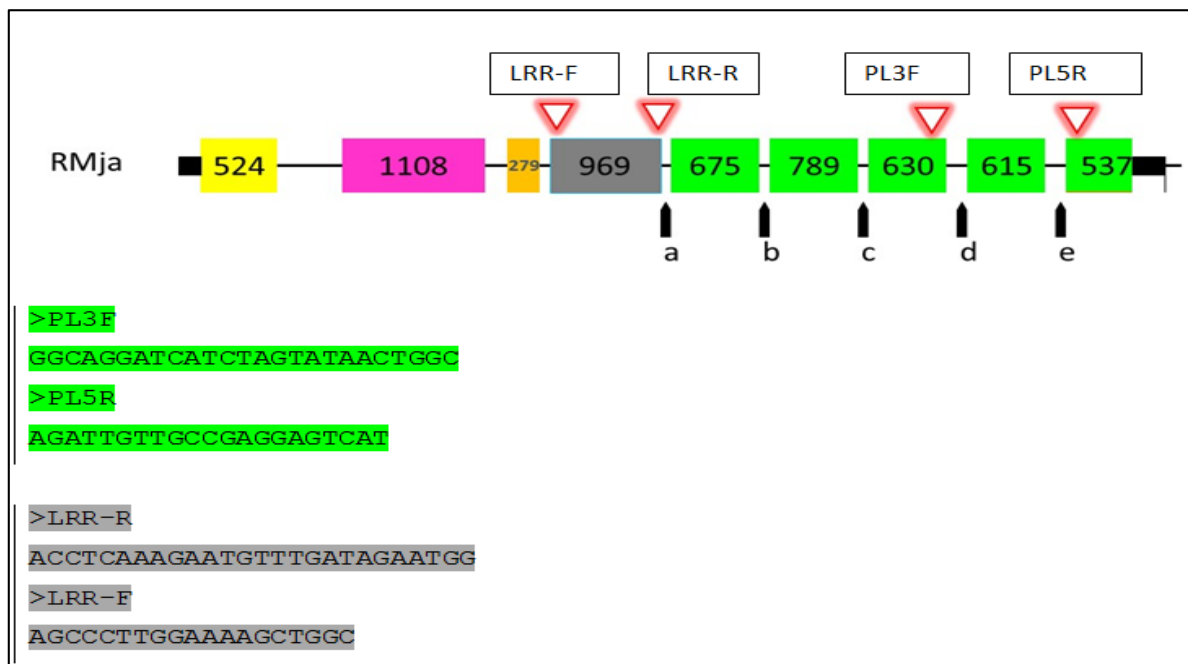 LRR-F LRR-R PL3F PL5R
RMja 524 1108 279 969 675 789 630 615 537
a b c d e
>PL3F
GGCAGGATCATCTAGTATAACTGGC
>PL5R
AGATTGTTGCCGAGGAGTCAT
>LRR-R
ACCTCAAAGAATGTTTGATAGAATGG
>LRR-F
AGCCCTTGGAAAAGCTGGC